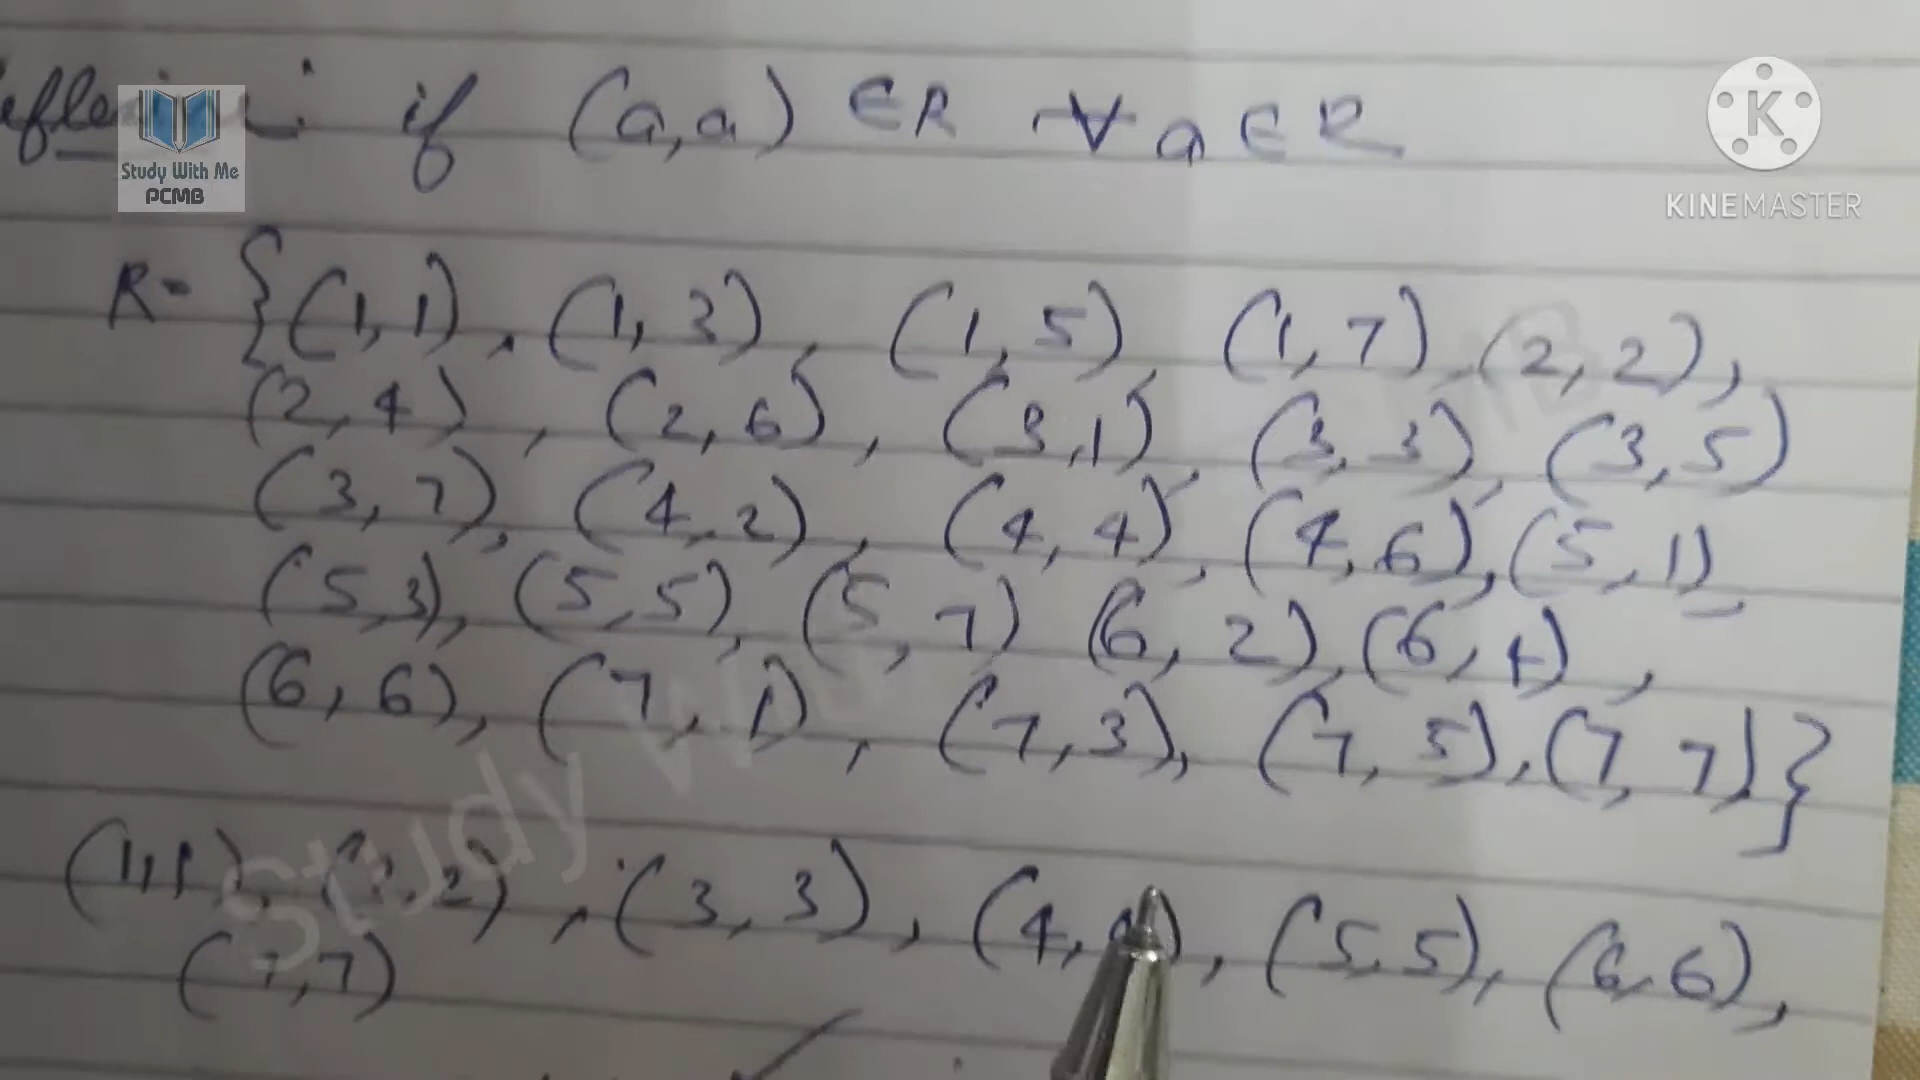 if (a,a) ∈R ∀ a ∈ R
Study With Me
PCMB
KINEMASTER
R = {(1,1), (1,3), (1,5), (1,7), (2,2),
(2,4), (2,6), (3,1), (3,3), (3,5)
(3,7), (4,2), (4,4), (4,6), (5,1),
(5,3), (5,5), (5,7) (6,2), (6,4),
(6,6), (7,1), (7,3), (7,5), (7,7)}
(1,1), (2,2), (3,3), (4,4), (5,5), (6,6),
(7,7)
Study Wi